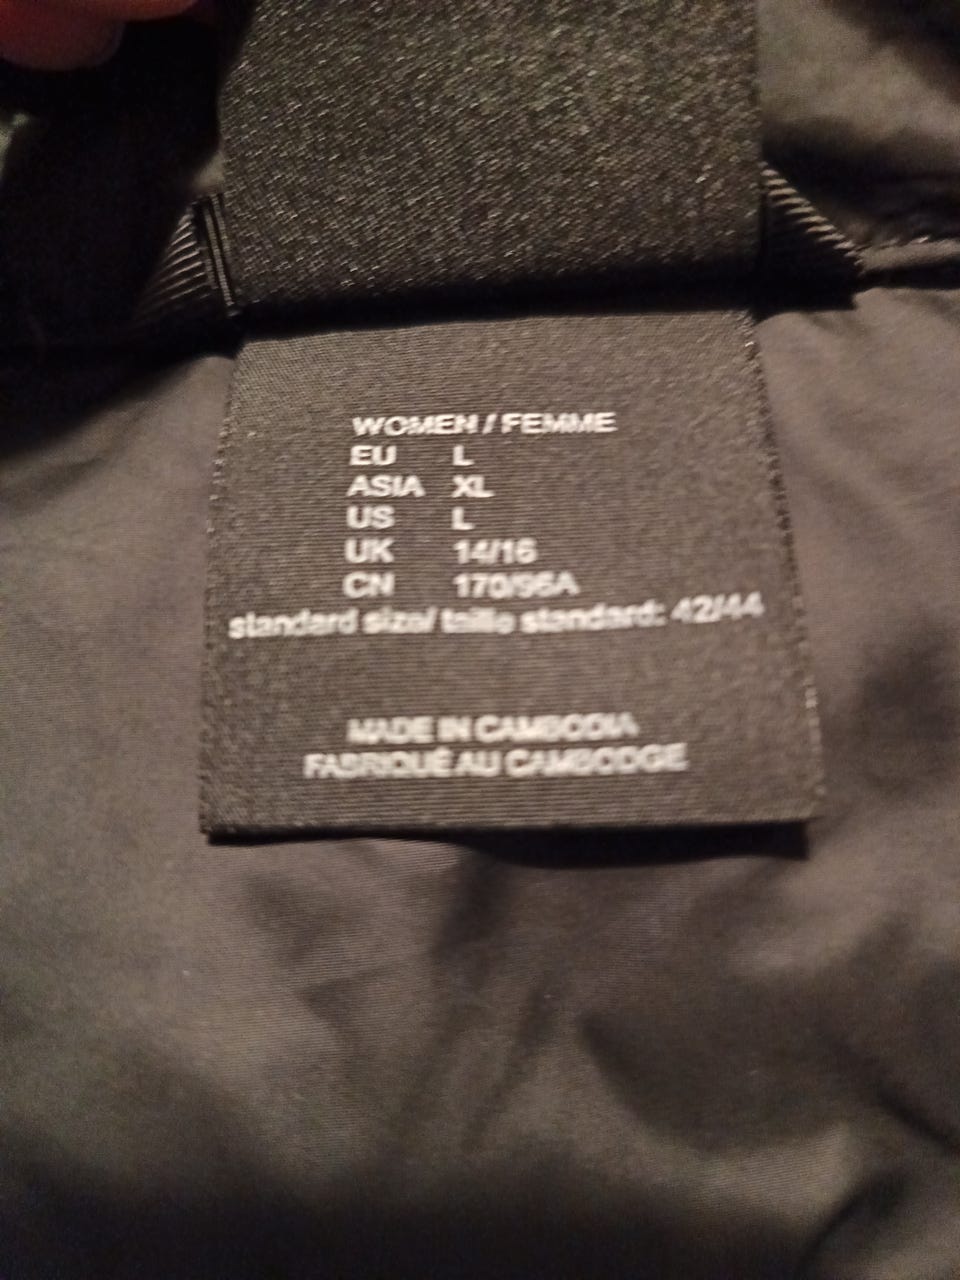 WOMEN / FEMME
EU L
ASIA XL
US L
UK 14/16
CN 170/96A
standard size/ taille standard: 42/44
MADE IN CAMBODIA
FABRIQUÉ AU CAMBODGE